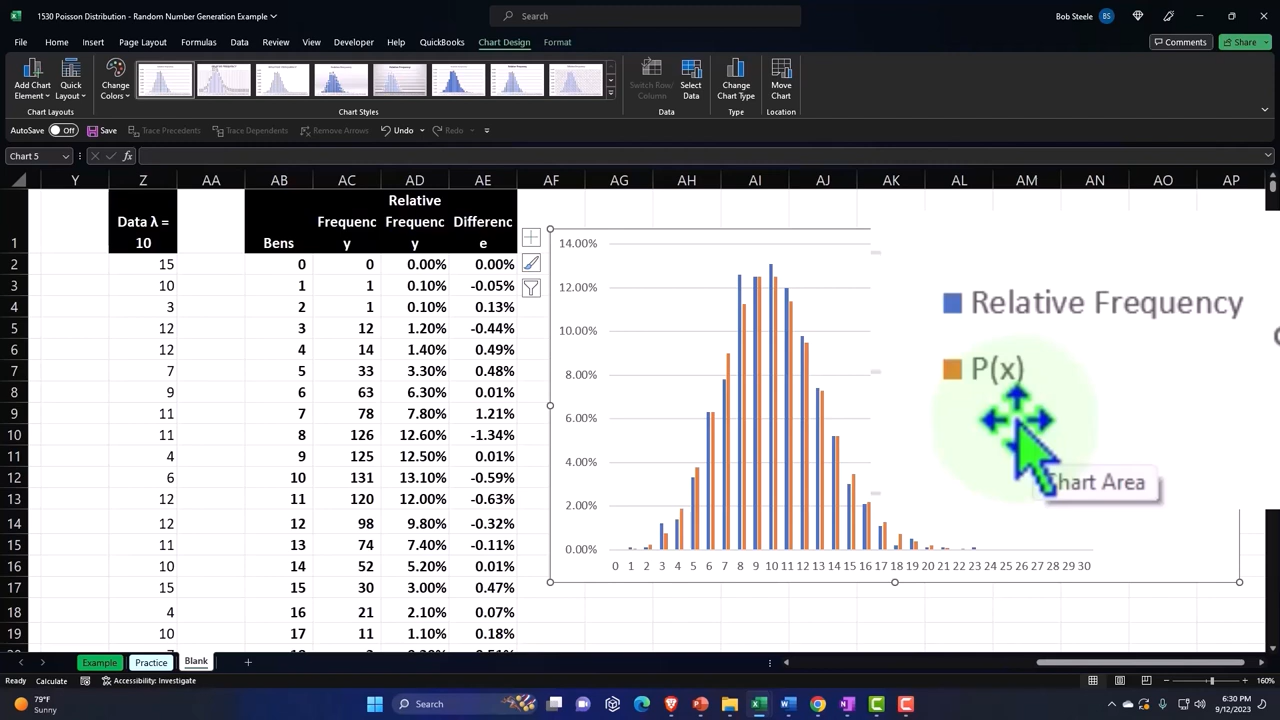 1530 Poisson Distribution - Random Number Generation Example
Search
Bob Steele BS
File Home Insert Page Layout Formulas Data Review View Developer Help QuickBooks Chart Design Format
Comments Share
Add Chart Element
Quick Layout
Change Colors
Switch Row/ Column
Select Data
Change Chart Type
Move Chart
Chart Layouts Chart Styles Data Type Location
AutoSave Off Save Trace Precedents Trace Dependents Remove Arrows Undo Redo
Chart 5 fx
Y Z AA AB AC AD AE AF AG AH AI AJ AK AL AM AN AO AP
1 Data λ = 10 Bens Frequency Relative Frequency Difference
2 15 0 0 0.00% 0.00%
3 10 1 1 0.10% -0.05%
4 3 2 1 0.10% 0.13%
5 12 3 12 1.20% -0.44%
6 12 4 14 1.40% 0.49%
7 7 5 33 3.30% 0.48%
8 9 6 63 6.30% 0.01%
9 11 7 78 7.80% 1.21%
10 11 8 126 12.60% -1.34%
11 4 9 125 12.50% 0.01%
12 6 10 131 13.10% -0.59%
13 12 11 120 12.00% -0.63%
14 12 12 98 9.80% -0.32%
15 11 13 74 7.40% -0.11%
16 10 14 52 5.20% 0.01%
17 15 15 30 3.00% 0.47%
18 4 16 21 2.10% 0.07%
19 10 17 11 1.10% 0.18%
14.00%
12.00%
10.00%
8.00%
6.00%
4.00%
2.00%
0.00%
0 1 2 3 4 5 6 7 8 9 10 11 12 13 14 15 16 17 18 19 20 21 22 23 24 25 26 27 28 29 30
Relative Frequency
P(x)
Chart Area
Example Practice Blank
Ready Calculate Accessibility: Investigate 160%
79°F
Sunny
Search
6:30 PM
9/12/2023